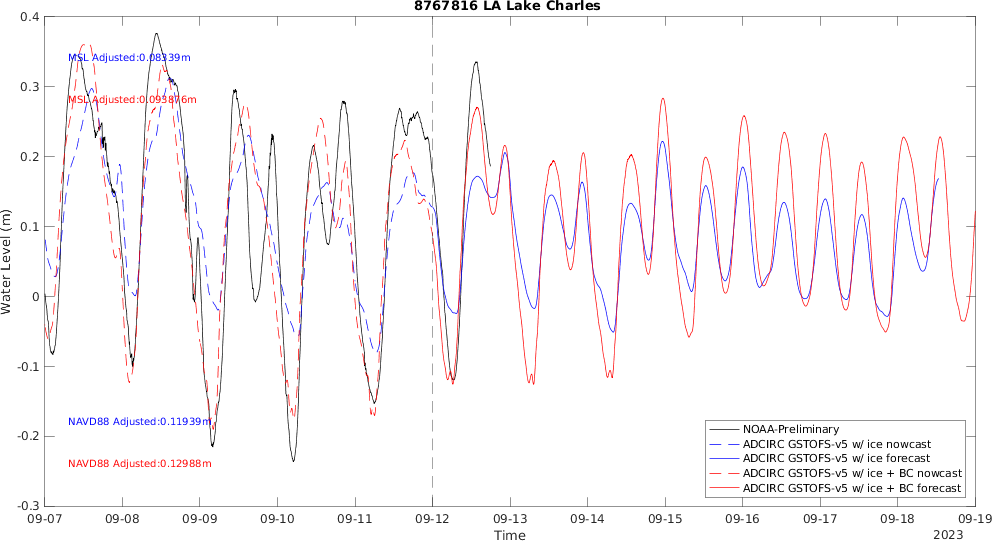 8767816 LA Lake Charles
Water Level (m)
0.4
0.3
0.2
0.1
0
-0.1
-0.2
-0.3
MSL Adjusted:0.08339m
MSL Adjusted:0.093876m
NAVD88 Adjusted:0.11939m
NAVD88 Adjusted:0.12988m
NOAA-Preliminary
ADCIRC GSTOFS-v5 w/ ice nowcast
ADCIRC GSTOFS-v5 w/ ice forecast
ADCIRC GSTOFS-v5 w/ ice + BC nowcast
ADCIRC GSTOFS-v5 w/ ice + BC forecast
09-07 09-08 09-09 09-10 09-11 09-12 09-13 09-14 09-15 09-16 09-17 09-18 09-19
Time
2023